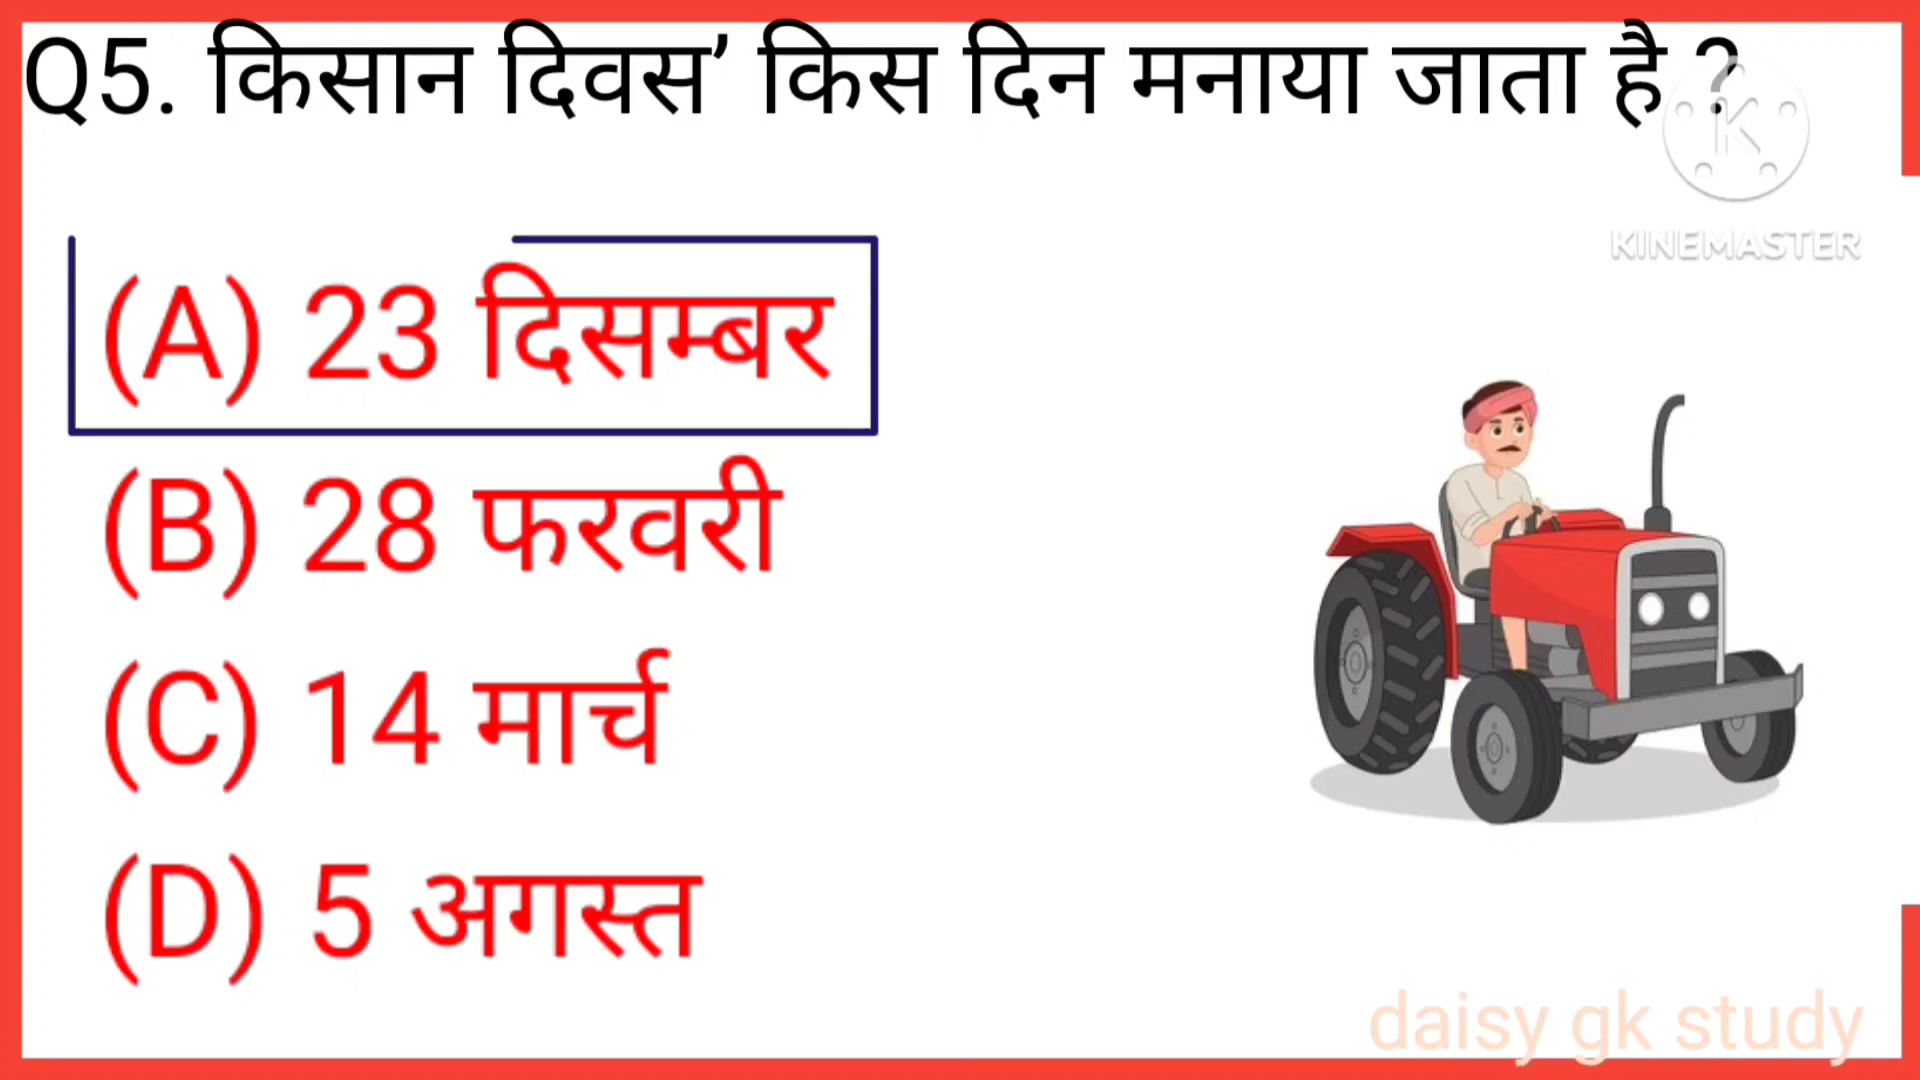 Q5. किसान दिवस’ किस दिन मनाया जाता है ?
K
KINEMASTER
(A) 23 दिसम्बर
(B) 28 फरवरी
(C) 14 मार्च
(D) 5 अगस्त
daisy gk study